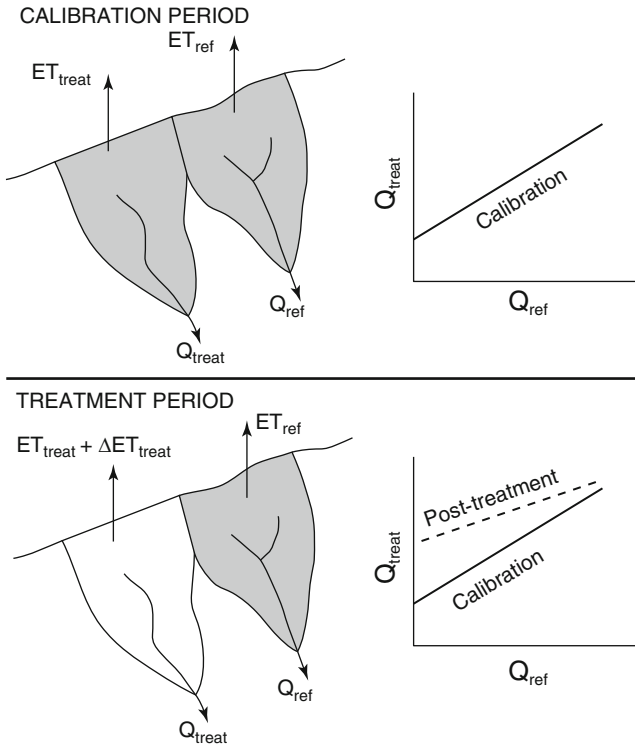 CALIBRATION PERIOD
ET_ref
ET_treat
Q_treat
Calibration
Q_ref
Q_ref
Q_treat
TREATMENT PERIOD
ET_ref
ET_treat + ΔET_treat
Post-treatment
Q_treat
Calibration
Q_ref
Q_ref
Q_treat